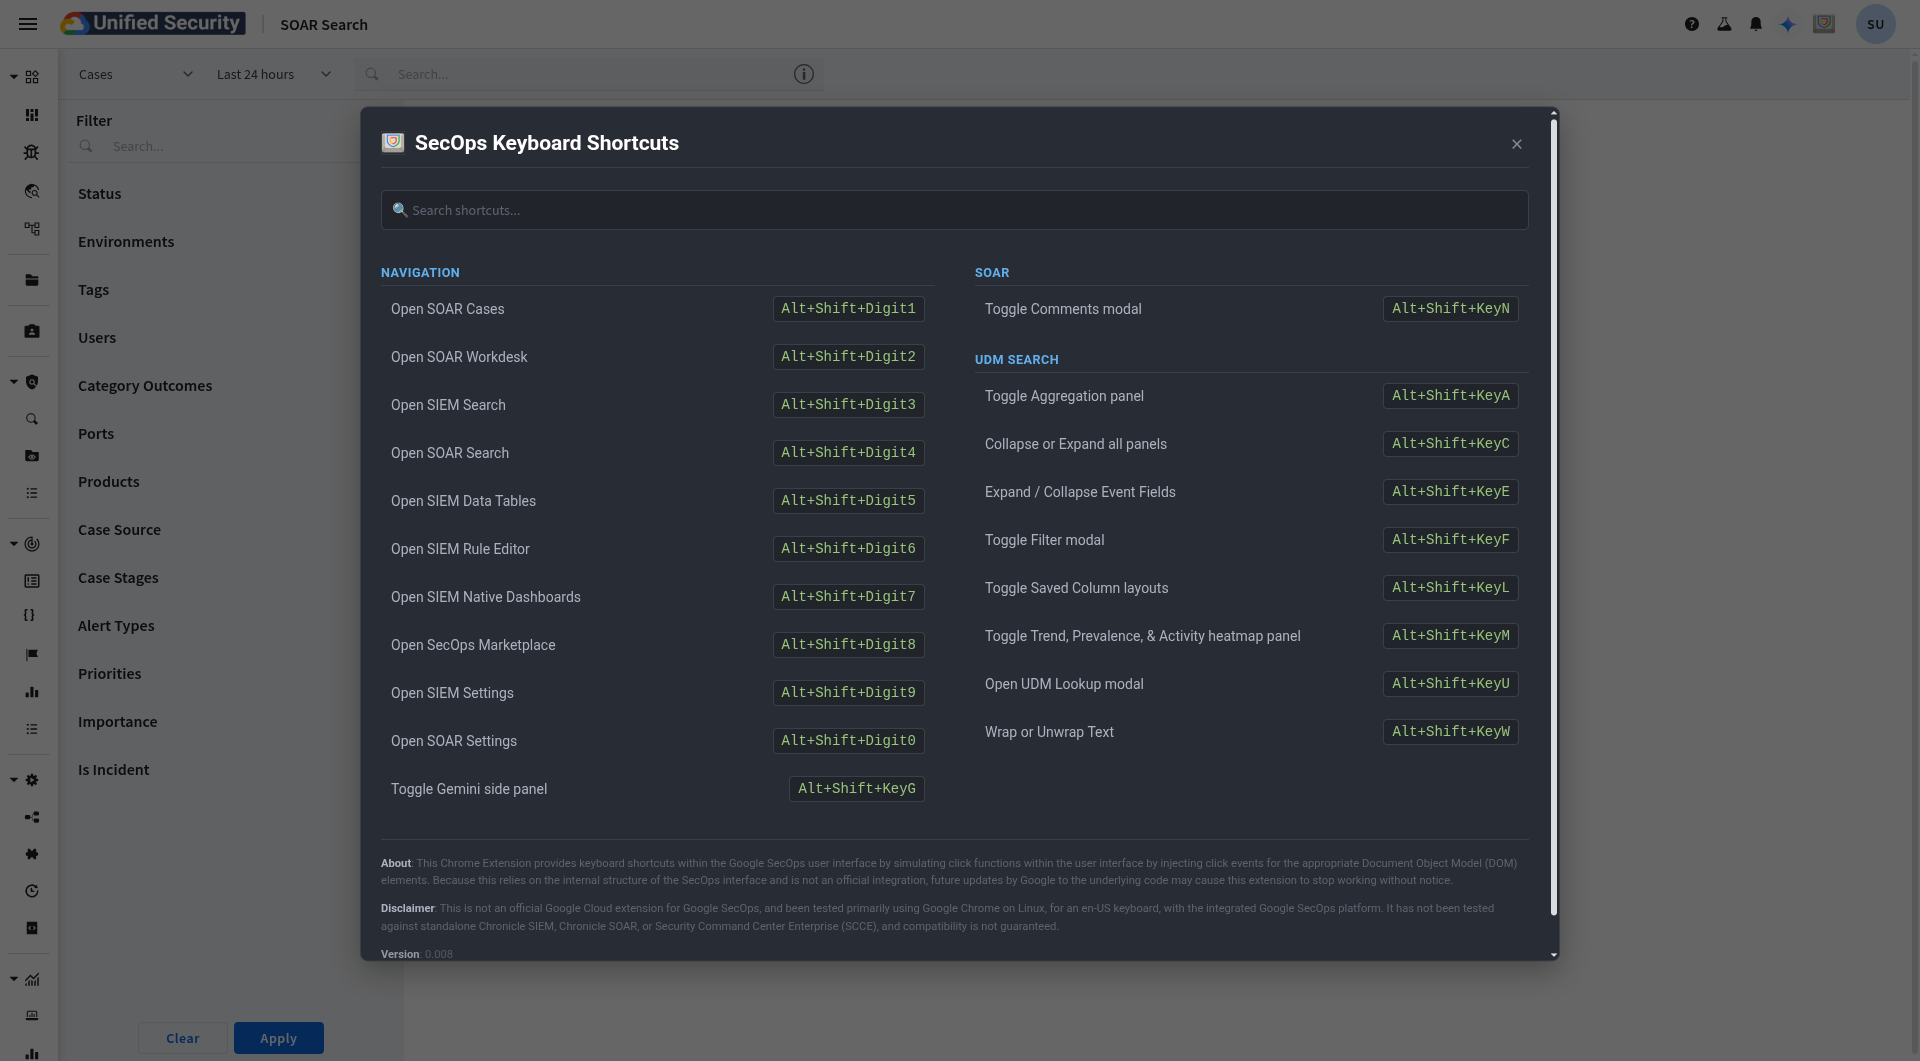 Unified Security
SOAR Search
SU
Cases
Last 24 hours
Search...
Filter
Search...
Status
Environments
Tags
Users
Category Outcomes
Ports
Products
Case Source
Case Stages
Alert Types
Priorities
Importance
Is Incident
Clear
Apply
SecOps Keyboard Shortcuts
×
Search shortcuts...
NAVIGATION
Open SOAR Cases Alt+Shift+Digit1
Open SOAR Workdesk Alt+Shift+Digit2
Open SIEM Search Alt+Shift+Digit3
Open SOAR Search Alt+Shift+Digit4
Open SIEM Data Tables Alt+Shift+Digit5
Open SIEM Rule Editor Alt+Shift+Digit6
Open SIEM Native Dashboards Alt+Shift+Digit7
Open SecOps Marketplace Alt+Shift+Digit8
Open SIEM Settings Alt+Shift+Digit9
Open SOAR Settings Alt+Shift+Digit0
Toggle Gemini side panel Alt+Shift+KeyG
SOAR
Toggle Comments modal Alt+Shift+KeyN
UDM SEARCH
Toggle Aggregation panel Alt+Shift+KeyA
Collapse or Expand all panels Alt+Shift+KeyC
Expand / Collapse Event Fields Alt+Shift+KeyE
Toggle Filter modal Alt+Shift+KeyF
Toggle Saved Column layouts Alt+Shift+KeyL
Toggle Trend, Prevalence, & Activity heatmap panel Alt+Shift+KeyM
Open UDM Lookup modal Alt+Shift+KeyU
Wrap or Unwrap Text Alt+Shift+KeyW
About: This Chrome Extension provides keyboard shortcuts within the Google SecOps user interface by simulating click functions within the user interface by injecting click events for the appropriate Document Object Model (DOM)
elements. Because this relies on the internal structure of the SecOps interface and is not an official integration, future updates by Google to the underlying code may cause this extension to stop working without notice.
Disclaimer: This is not an official Google Cloud extension for Google SecOps, and been tested primarily using Google Chrome on Linux, for an en-US keyboard, with the integrated Google SecOps platform. It has not been tested
against standalone Chronicle SIEM, Chronicle SOAR, or Security Command Center Enterprise (SCCE), and compatibility is not guaranteed.
Version: 0.008